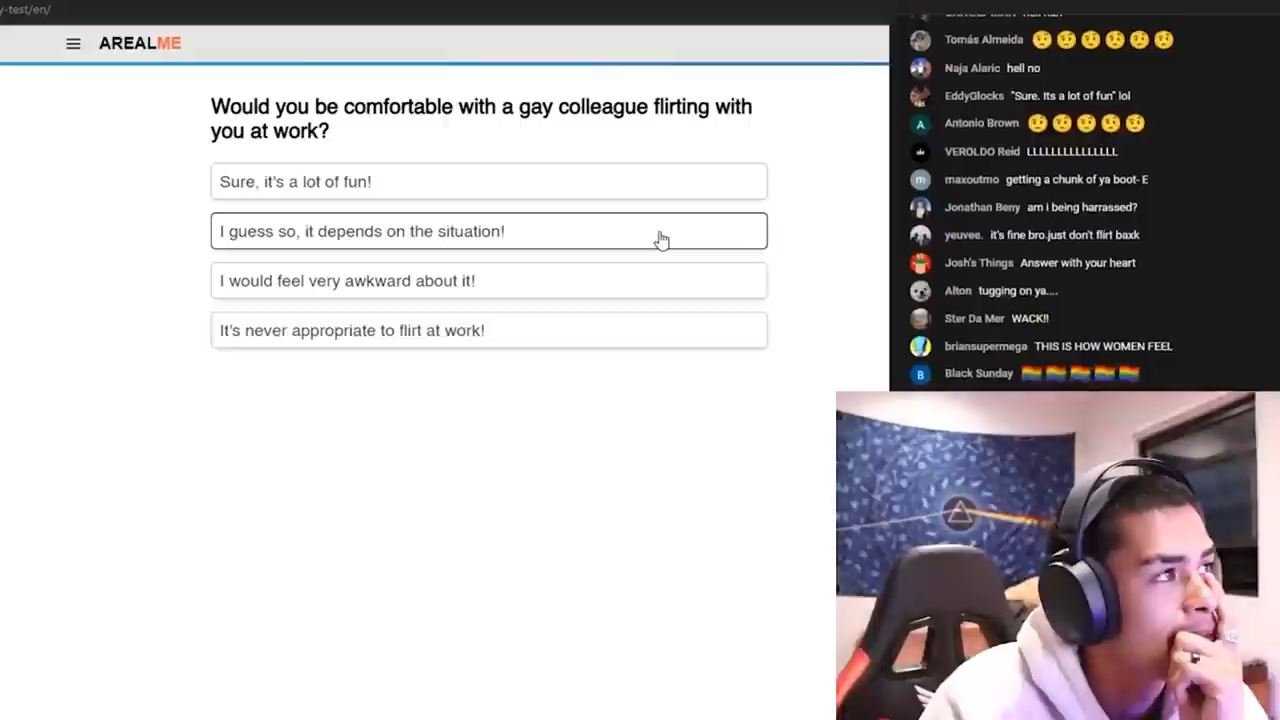 y-test/en/
AREALME
Would you be comfortable with a gay colleague flirting with
you at work?
Sure, it's a lot of fun!
I guess so, it depends on the situation!
I would feel very awkward about it!
It's never appropriate to flirt at work!
Tomás Almeida
Naja Alaric hell no
EddyGlocks "Sure. Its a lot of fun" lol
A Antonio Brown
VEROLDO Reid LLLLLLLLLLLLLL
m maxoutmo getting a chunk of ya boot- E
Jonathan Beny am i being harrassed?
yeuvee. it's fine bro.just don't flirt baxk
Josh's Things Answer with your heart
Alton tugging on ya....
Ster Da Mer WACK!!
briansupermega THIS IS HOW WOMEN FEEL
B Black Sunday